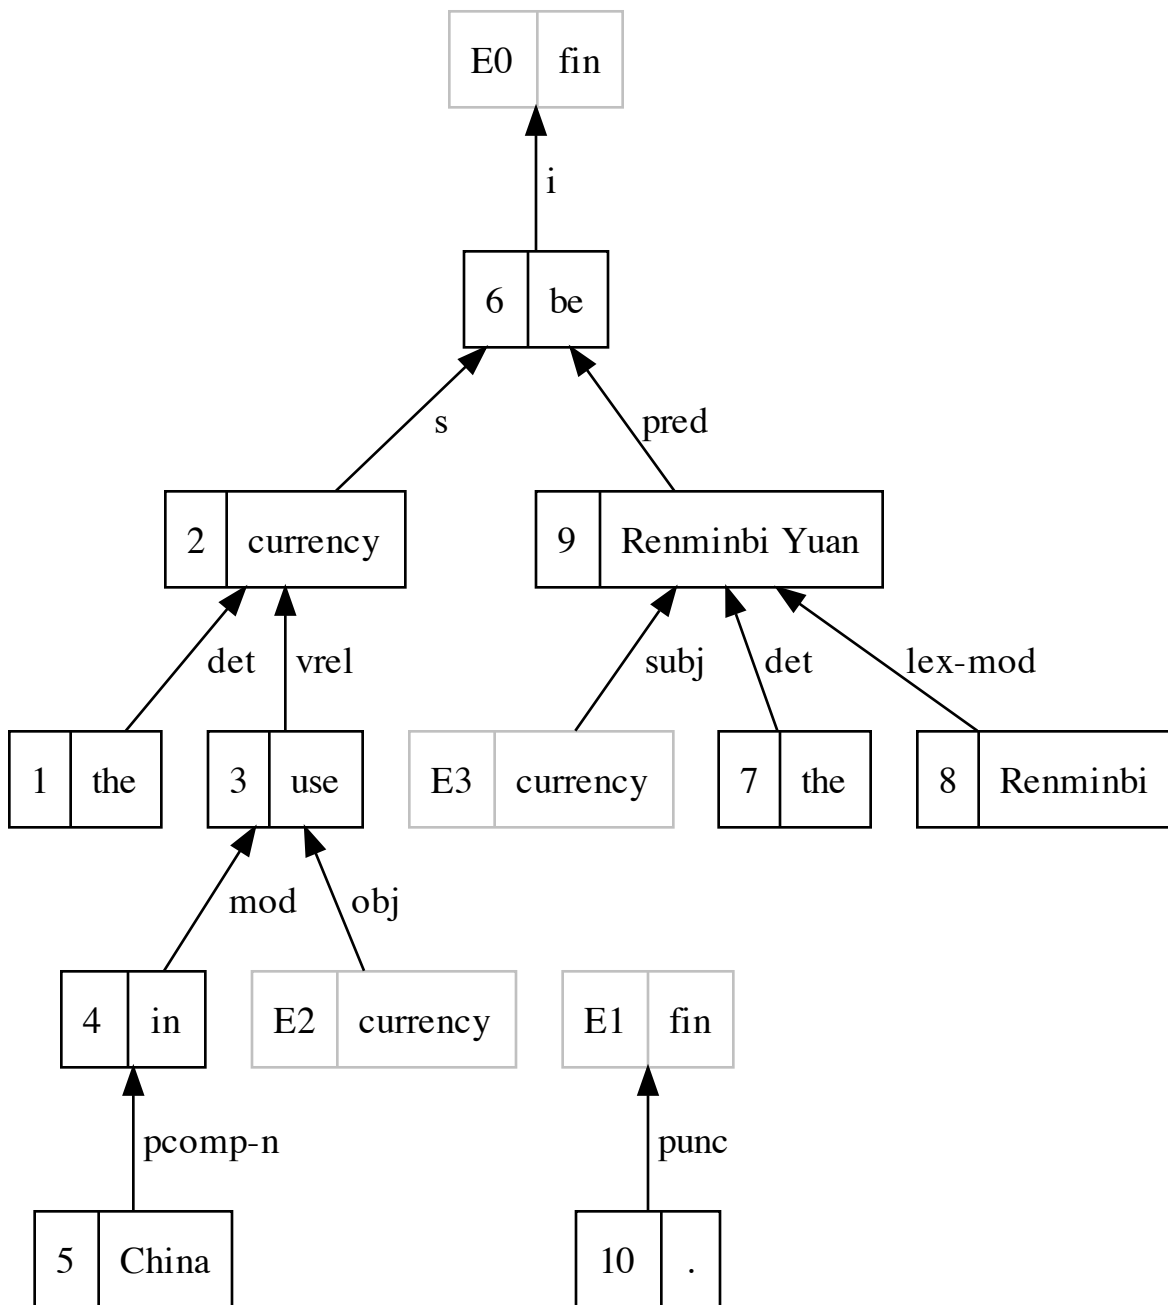 E0 fin
i
6 be
s pred
2 currency 9 Renminbi Yuan
det vrel subj det lex-mod
1 the 3 use E3 currency 7 the 8 Renminbi
mod obj
4 in E2 currency E1 fin
pcomp-n punc
5 China 10 .